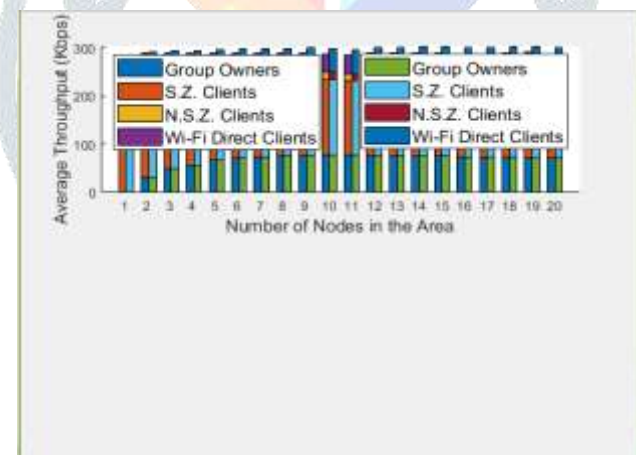 Average Throughput (Kbps)
300
200
100
0
Group Owners
S.Z. Clients
N.S.Z. Clients
Wi-Fi Direct Clients
Group Owners
S.Z. Clients
N.S.Z. Clients
Wi-Fi Direct Clients
1 2 3 4 5 6 7 8 9 10 11 12 13 14 15 16 17 18 19 20
Number of Nodes in the Area